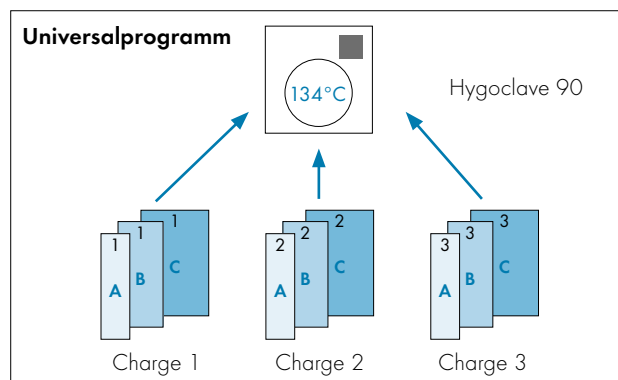 Universalprogramm
134°C
Hygoclave 90
1 1 1
A B C
2 2 2
A B C
3 3 3
A B C
Charge 1
Charge 2
Charge 3